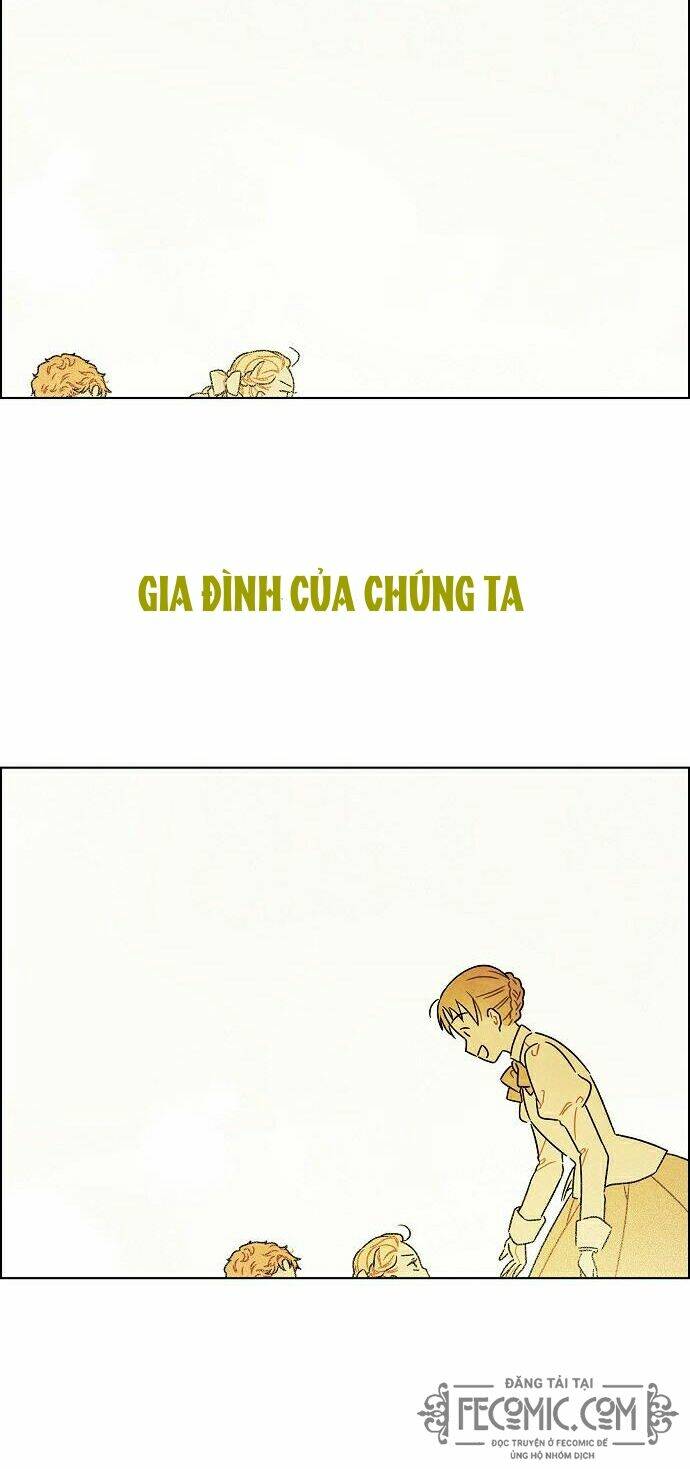 GIA ĐÌNH CỦA CHÚNG TA
ĐĂNG TẢI TẠI
FECOMIC.COM
ĐỌC TRUYỆN Ở FECOMIC ĐỂ
ỦNG HỘ NHÓM DỊCH